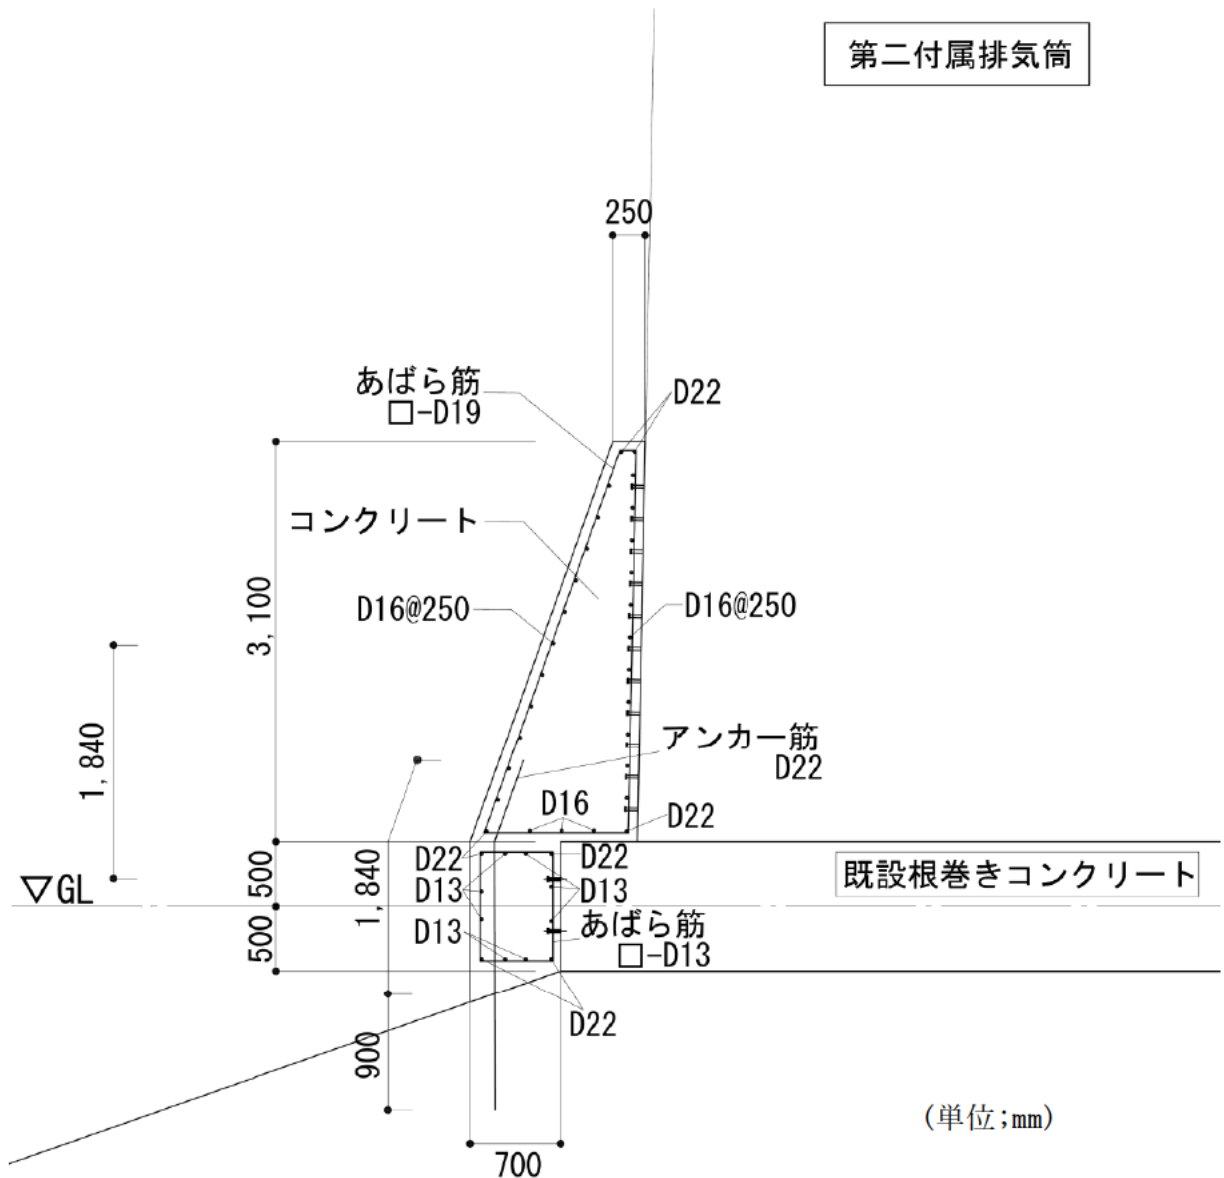 第二付属排気筒
250
あばら筋
□-D19
D22
コンクリート
3,100
D16@250
D16@250
1,840
アンカー筋
D22
D16
D22
D22
D22
500
1,840
既設根巻きコンクリート
▽GL
D13
D13
500
D13
あばら筋
□-D13
D22
900
(単位;mm)
700